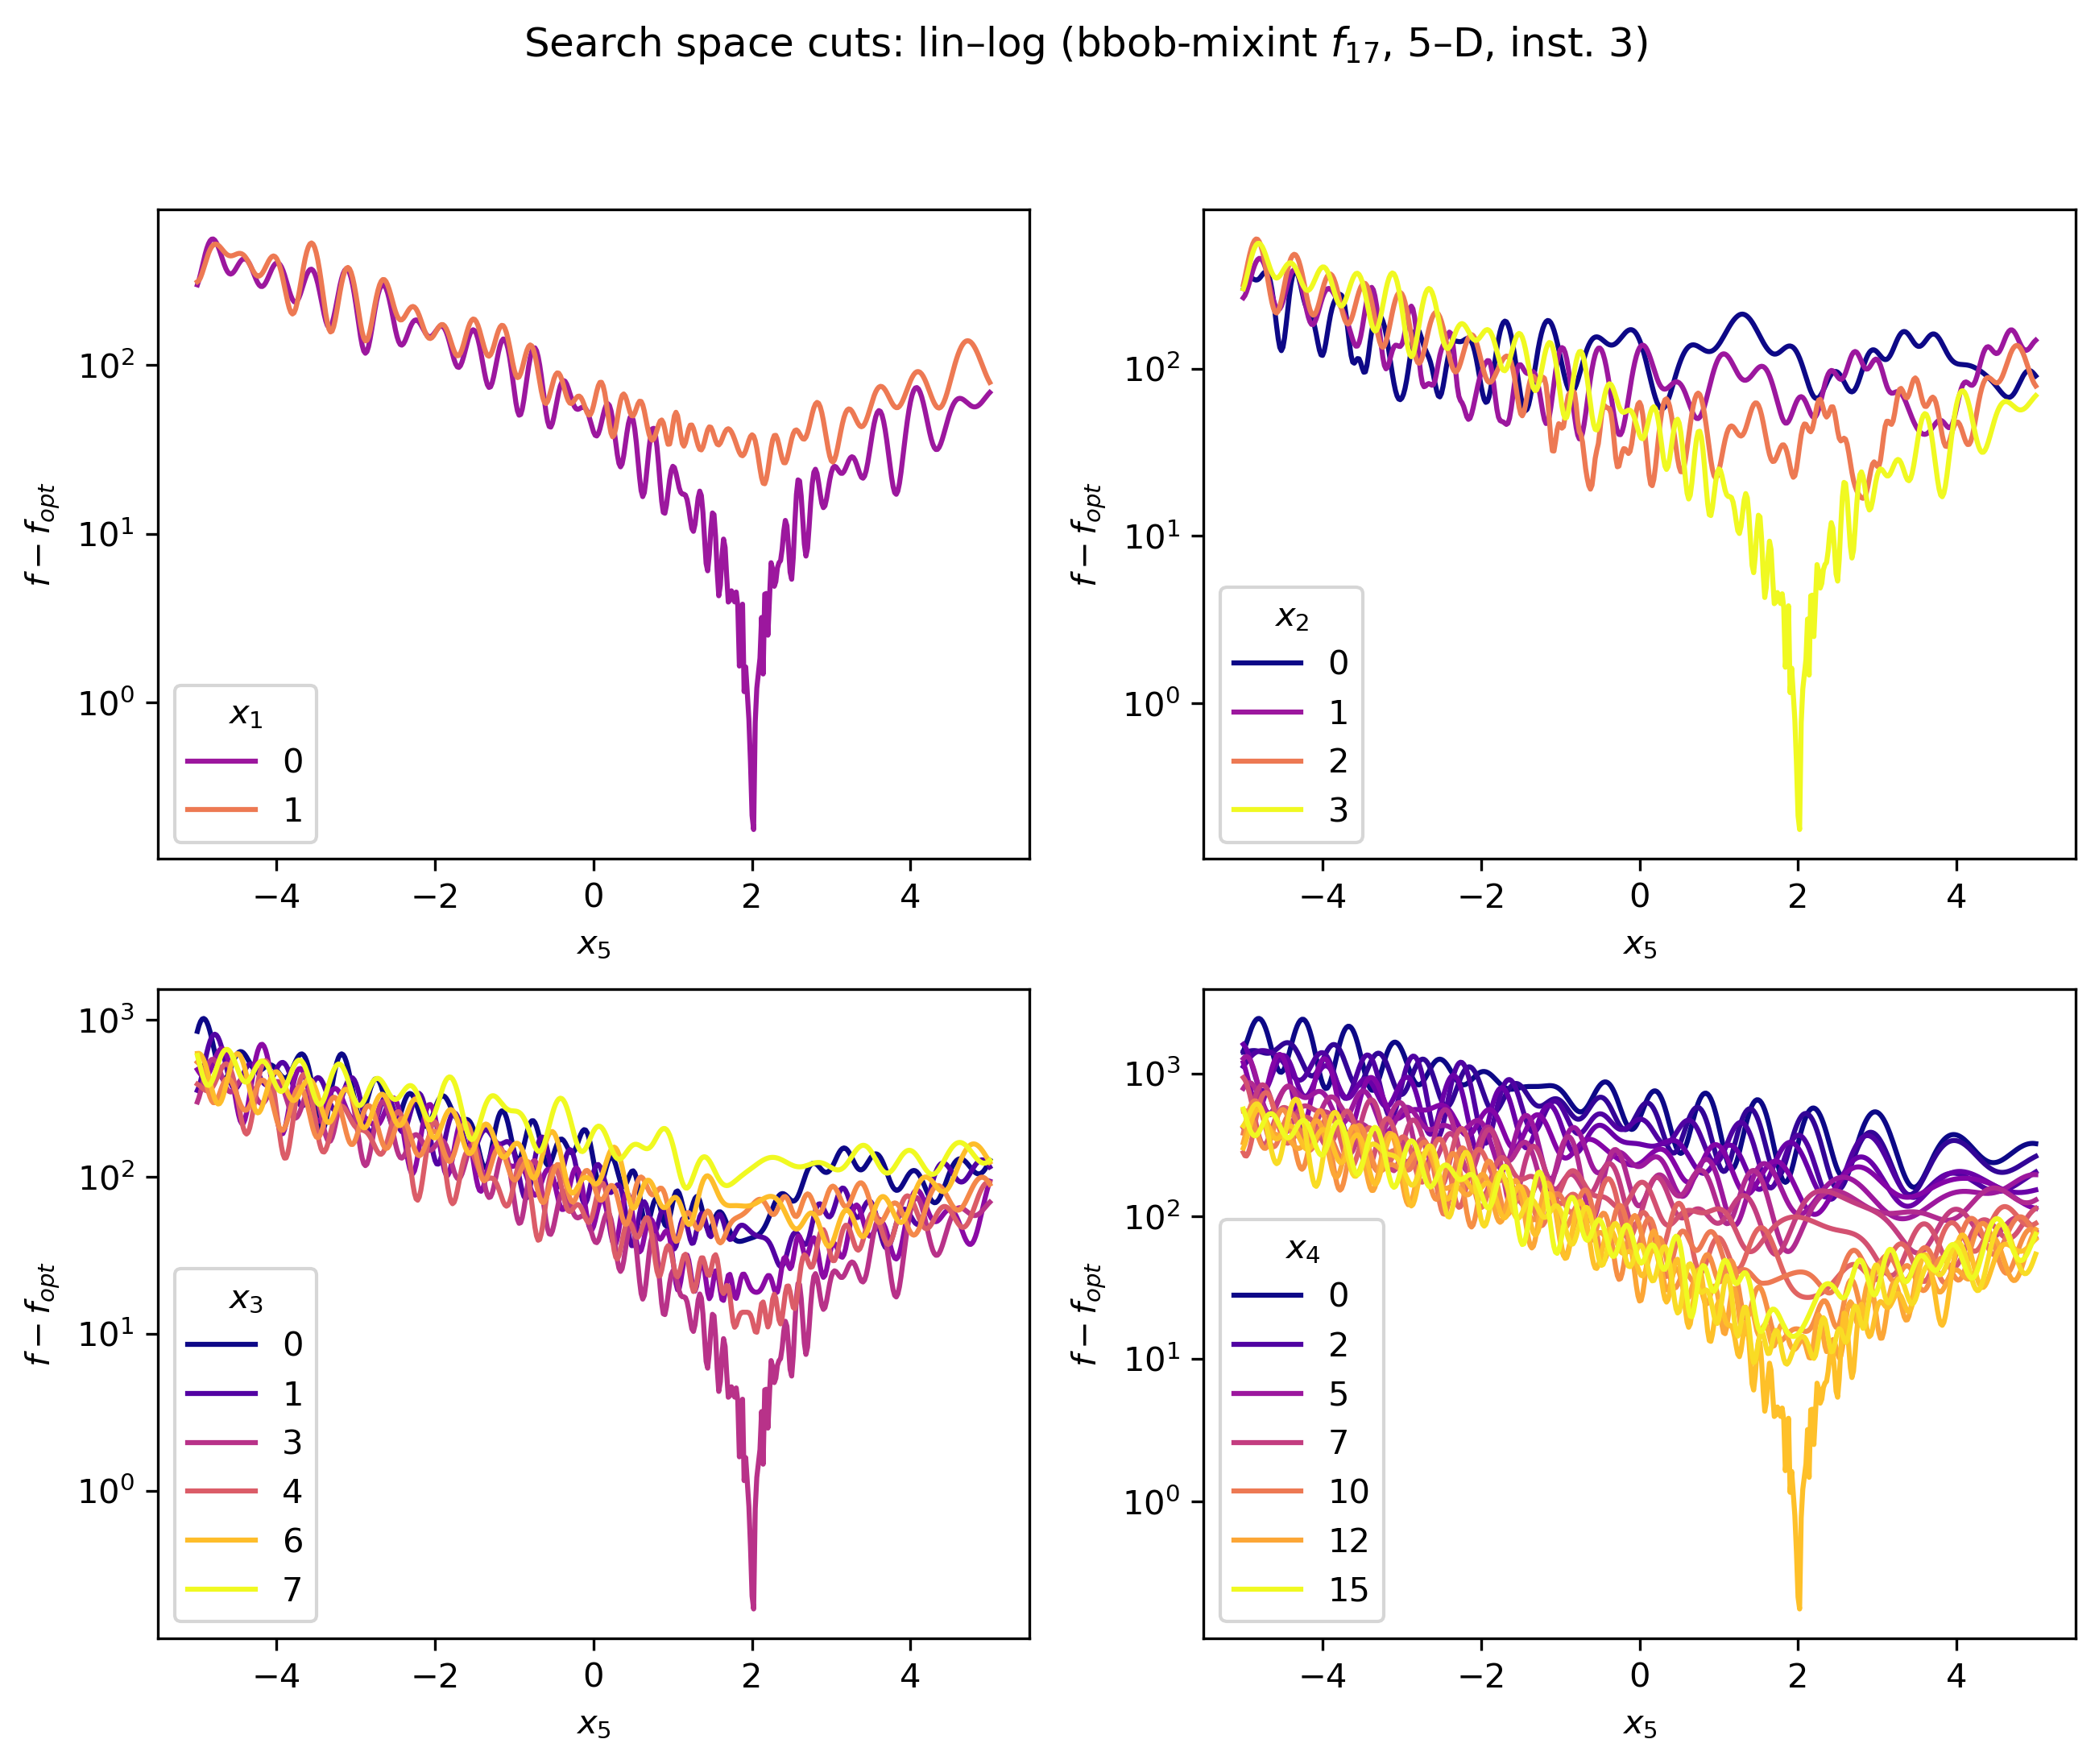 Search space cuts: lin–log (bbob-mixint f17, 5–D, inst. 3)
10^2
10^1
10^0
f − fopt
x1
0
1
−4 −2 0 2 4
x5
10^2
10^1
10^0
f − fopt
x2
0
1
2
3
−4 −2 0 2 4
x5
10^3
10^2
10^1
10^0
f − fopt
x3
0
1
3
4
6
7
−4 −2 0 2 4
x5
10^3
10^2
10^1
10^0
f − fopt
x4
0
2
5
7
10
12
15
−4 −2 0 2 4
x5